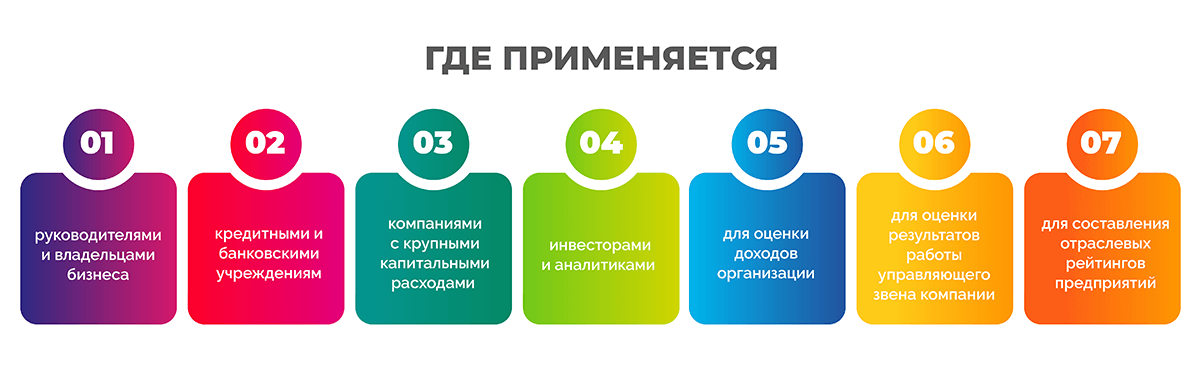 ГДЕ ПРИМЕНЯЕТСЯ
01
руководителями
и владельцами
бизнеса
02
кредитными и
банковскими
учреждениям
03
компаниями
с крупными
капитальными
расходами
04
инвесторами
и аналитиками
05
для оценки
доходов
организации
06
для оценки
результатов
работы
управляющего
звена компании
07
для составления
отраслевых
рейтингов
предприятий